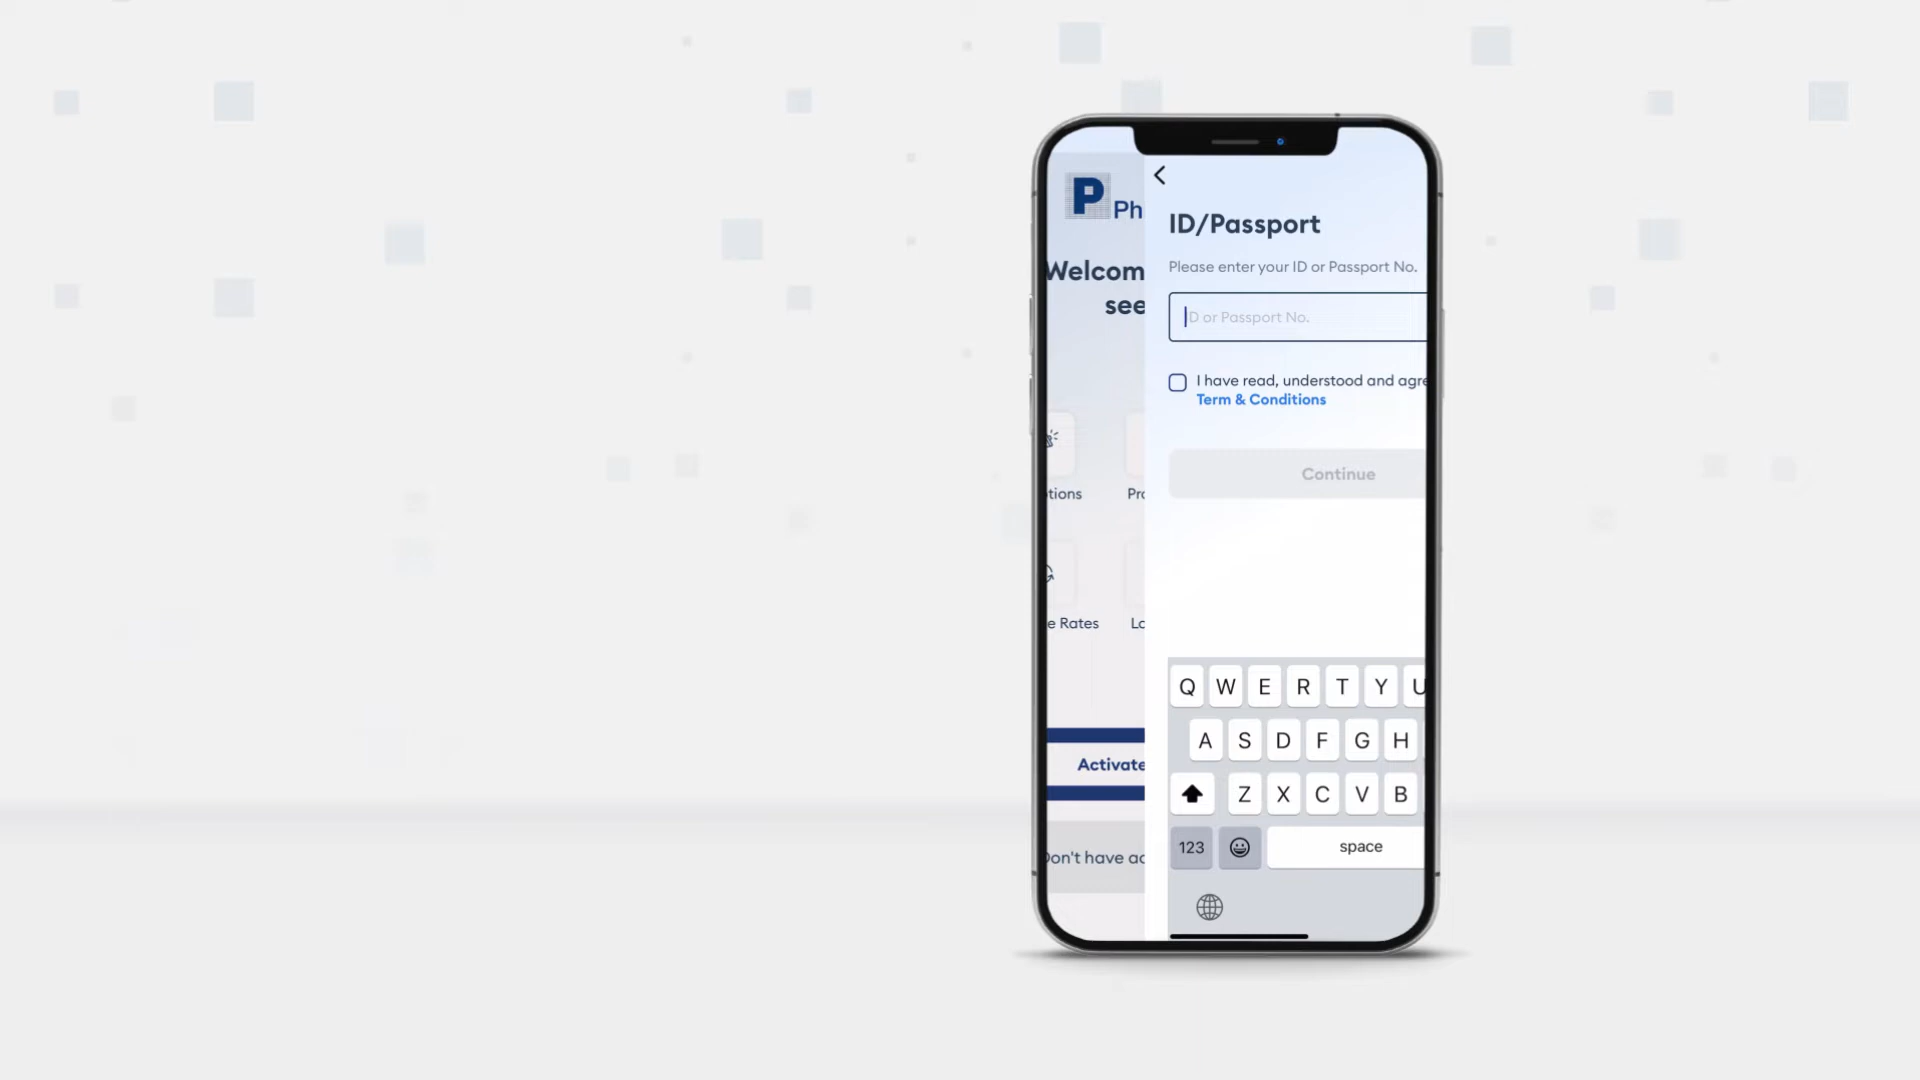 P Ph
Welcom
see
tions
Pro
e Rates
Lo
Activate
Don't have ac
ID/Passport
Please enter your ID or Passport No.
ID or Passport No.
I have read, understood and agre
Term & Conditions
Continue
Q W E R T Y U
A S D F G H
Z X C V B
123 space